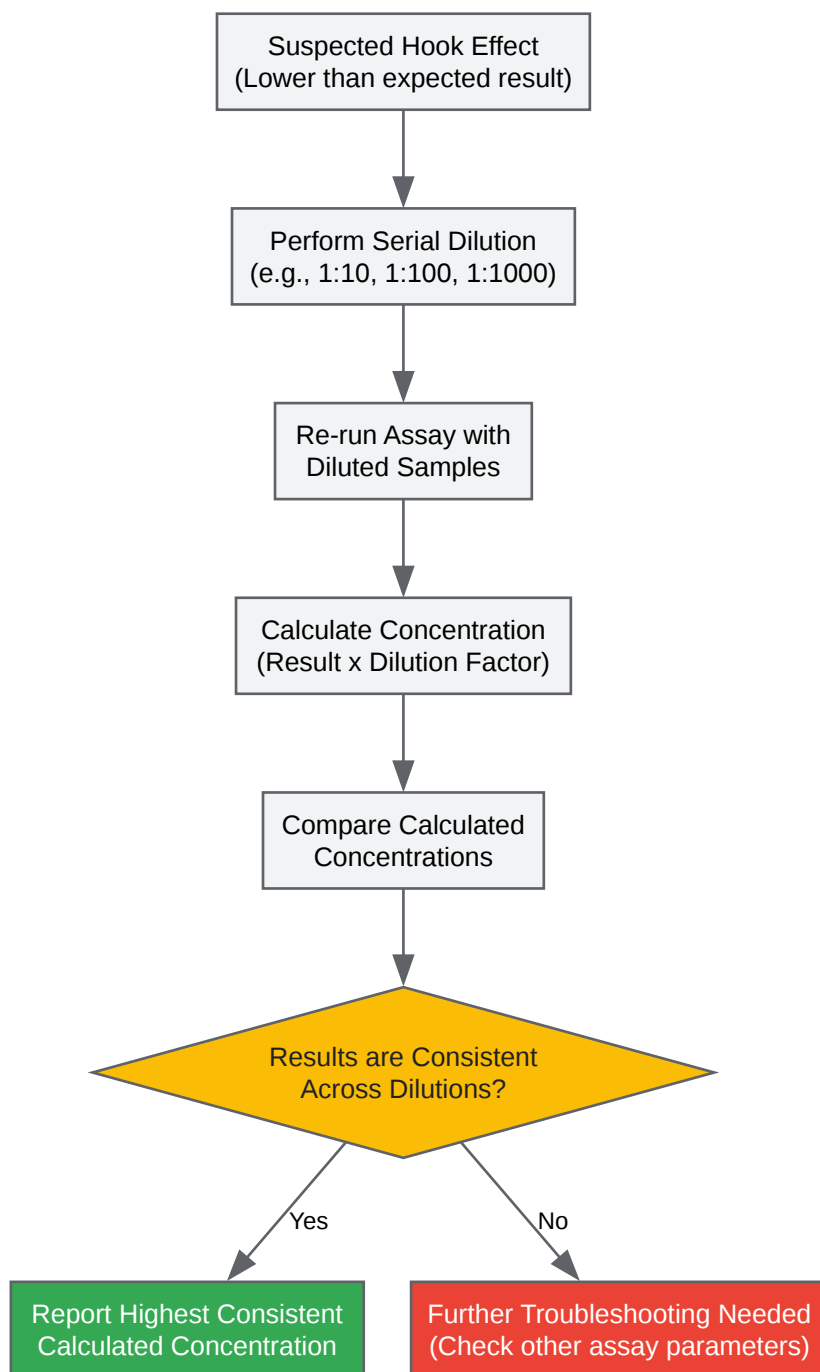 Suspected Hook Effect
(Lower than expected result)
Perform Serial Dilution
(e.g., 1:10, 1:100, 1:1000)
Re-run Assay with
Diluted Samples
Calculate Concentration
(Result x Dilution Factor)
Compare Calculated
Concentrations
Results are Consistent
Across Dilutions?
Yes
No
Report Highest Consistent
Calculated Concentration
Further Troubleshooting Needed
(Check other assay parameters)